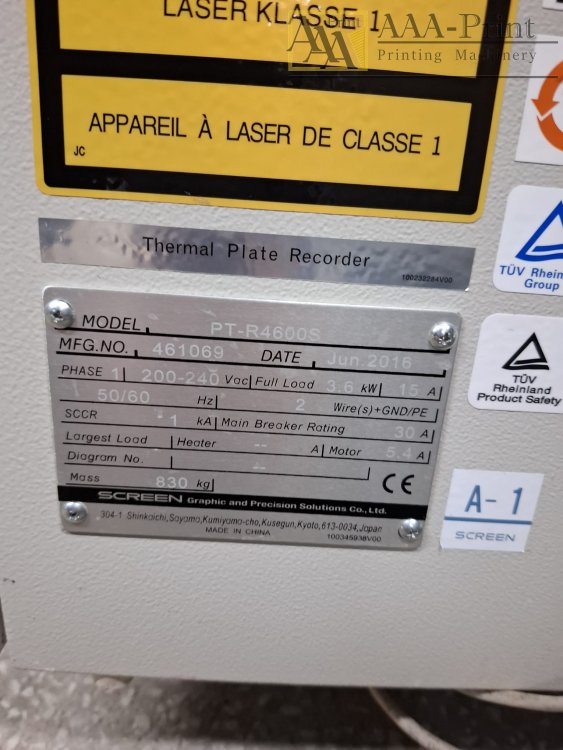 LASER KLASSE 1
AAA-Print
Printing Machinery
APPAREIL À LASER DE CLASSE 1
JC
Thermal Plate Recorder
100232284V00
TÜV Rhein
Group
MODEL PT-R4600S
MFG.NO. 461069 DATE Jun.2016
PHASE 1 200-240 Vac Full Load 3.6 kW 15 A
50/60 Hz 2 Wire(s)+GND/PE
SCCR 1 kA Main Breaker Rating 30 A
Largest Load Heater -- A Motor 5.4 A
Diagram No. --
Mass 830 kg
CE
SCREEN Graphic and Precision Solutions Co., Ltd.
304-1 Shinkaichi,Sayama,Kumiyama-cho,Kusegun,Kyoto,613-0034,Japan
MADE IN CHINA 100345938V00
TÜV
Rheinland
Product Safety
A-1
SCREEN